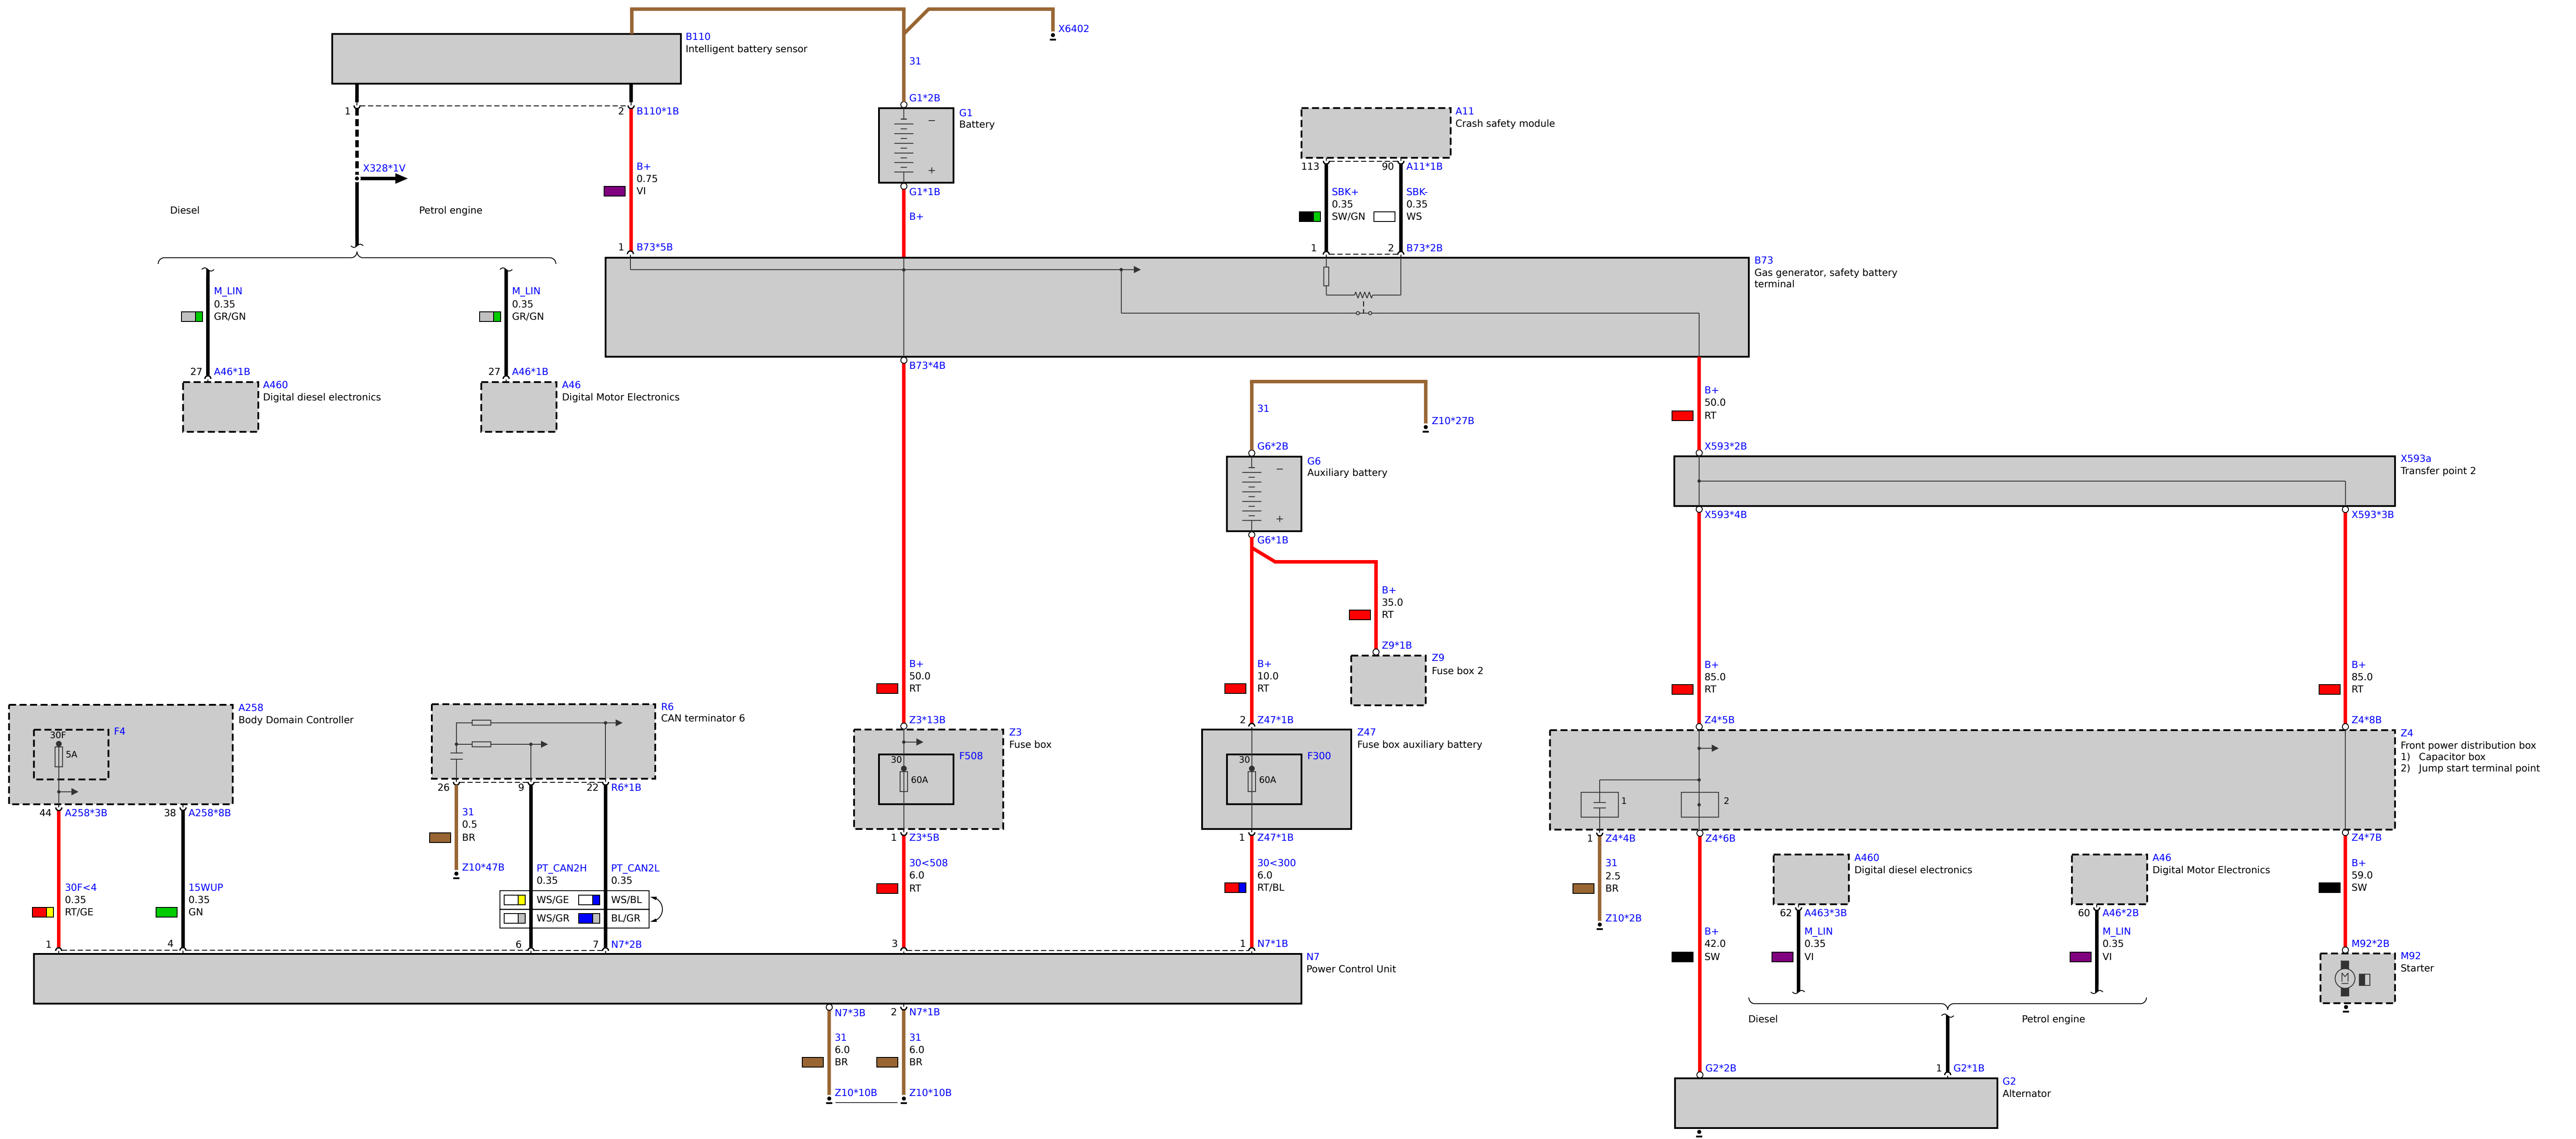 X6402
B110
Intelligent battery sensor
31
G1*2B
1
2
B110*1B
G1
Battery
−
+
A11
Crash safety module
X328*1V
B+
0.75
VI
G1*1B
B+
113
90
A11*1B
SBK+
0.35
SW/GN
SBK-
0.35
WS
Diesel
Petrol engine
1
B73*5B
1
2
B73*2B
B73
Gas generator, safety battery
terminal
M_LIN
0.35
GR/GN
M_LIN
0.35
GR/GN
27
A46*1B
27
A46*1B
A460
Digital diesel electronics
A46
Digital Motor Electronics
B73*4B
31
Z10*27B
B+
50.0
RT
G6*2B
G6
Auxiliary battery
−
+
G6*1B
X593*2B
X593a
Transfer point 2
X593*4B
X593*3B
B+
35.0
RT
Z9*1B
Z9
Fuse box 2
B+
50.0
RT
B+
10.0
RT
B+
85.0
RT
B+
85.0
RT
A258
Body Domain Controller
30F
F4
5A
R6
CAN terminator 6
Z3*13B
Z3
Fuse box
30
F508
60A
2
Z47*1B
Z47
Fuse box auxiliary battery
30
F300
60A
Z4*5B
Z4*8B
Z4
Front power distribution box
1) Capacitor box
2) Jump start terminal point
1
2
44
A258*3B
38
A258*8B
26
9
22
R6*1B
31
0.5
BR
Z10*47B
1
Z3*5B
1
Z47*1B
1
Z4*4B
Z4*6B
Z4*7B
30F<4
0.35
RT/GE
15WUP
0.35
GN
PT_CAN2H
0.35
PT_CAN2L
0.35
WS/GE
WS/BL
WS/GR
BL/GR
30<508
6.0
RT
30<300
6.0
RT/BL
31
2.5
BR
Z10*2B
A460
Digital diesel electronics
A46
Digital Motor Electronics
B+
59.0
SW
62
A463*3B
60
A46*2B
1
4
6
7
N7*2B
3
1
N7*1B
N7
Power Control Unit
B+
42.0
SW
M_LIN
0.35
VI
M_LIN
0.35
VI
M92*2B
M92
Starter
M
N7*3B
2
N7*1B
Diesel
Petrol engine
31
6.0
BR
31
6.0
BR
Z10*10B
Z10*10B
G2*2B
1
G2*1B
G2
Alternator